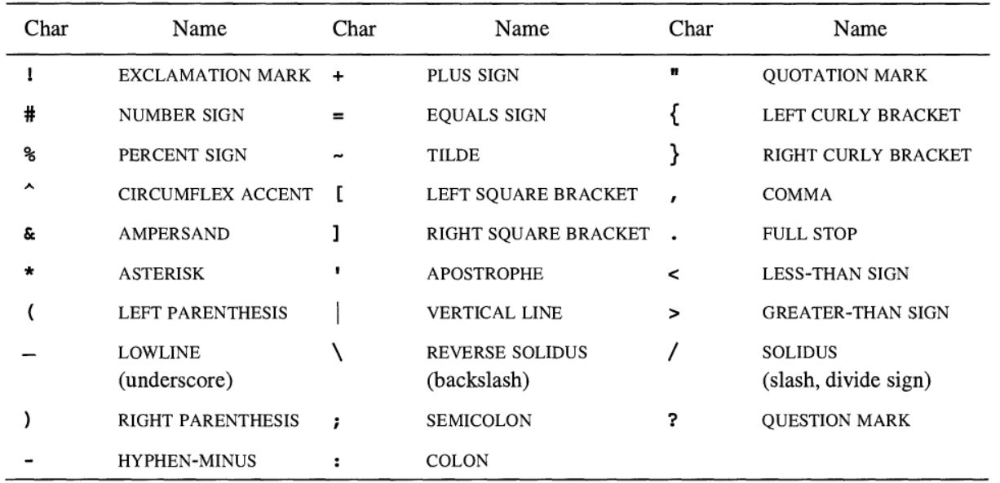 Char Name Char Name Char Name
! EXCLAMATION MARK + PLUS SIGN " QUOTATION MARK
# NUMBER SIGN = EQUALS SIGN { LEFT CURLY BRACKET
% PERCENT SIGN ~ TILDE } RIGHT CURLY BRACKET
^ CIRCUMFLEX ACCENT [ LEFT SQUARE BRACKET , COMMA
& AMPERSAND ] RIGHT SQUARE BRACKET . FULL STOP
* ASTERISK ' APOSTROPHE < LESS-THAN SIGN
( LEFT PARENTHESIS | VERTICAL LINE > GREATER-THAN SIGN
_ LOWLINE \ REVERSE SOLIDUS / SOLIDUS
(underscore) (backslash) (slash, divide sign)
) RIGHT PARENTHESIS ; SEMICOLON ? QUESTION MARK
- HYPHEN-MINUS : COLON